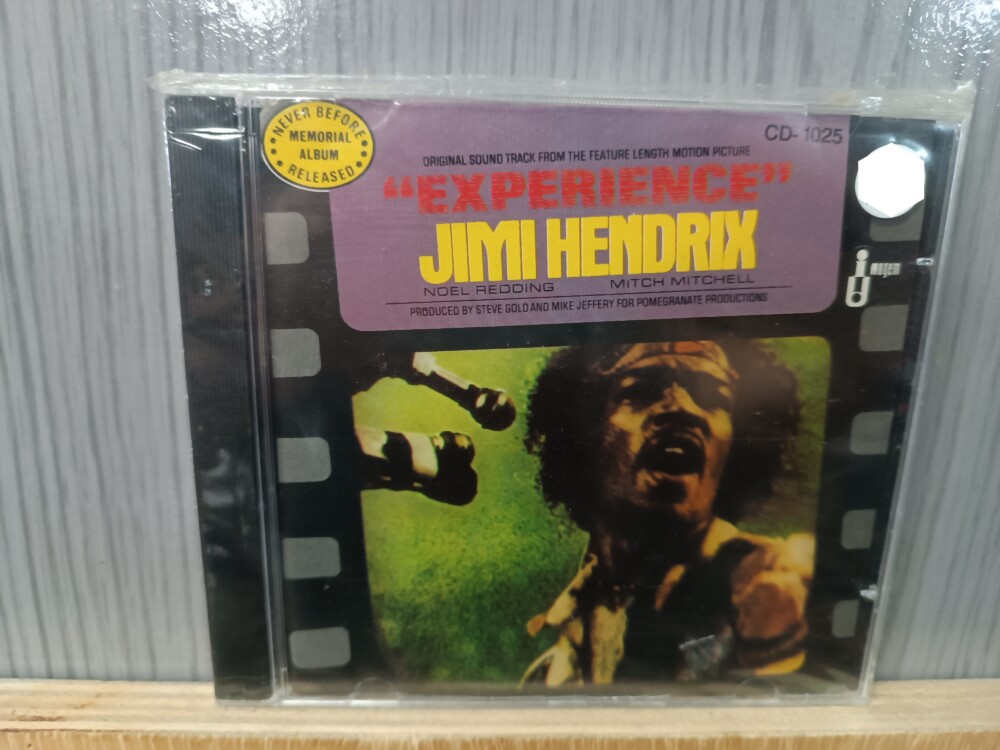 NEVER BEFORE
MEMORIAL
ALBUM
RELEASED
CD-1025
ORIGINAL SOUND TRACK FROM THE FEATURE LENGTH MOTION PICTURE
“EXPERIENCE”
JIMI HENDRIX
NOEL REDDING MITCH MITCHELL
PRODUCED BY STEVE GOLD AND MIKE JEFFERY FOR POMEGRANATE PRODUCTIONS
imagem